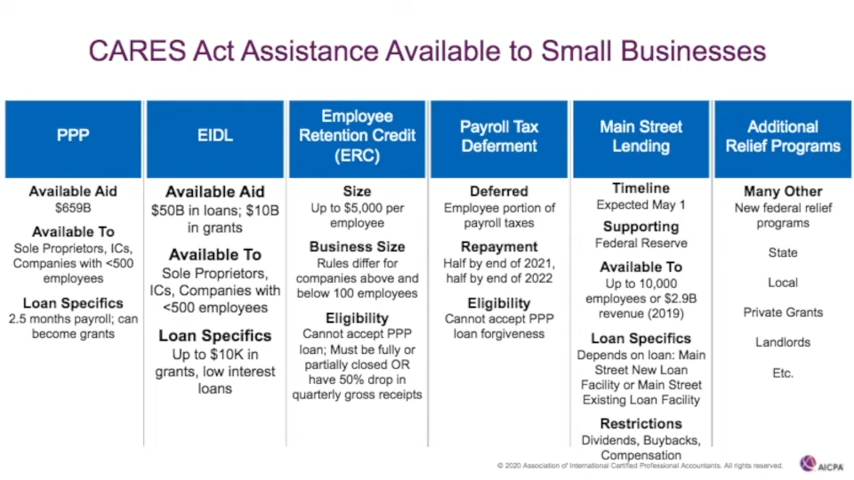 CARES Act Assistance Available to Small Businesses
PPP
Available Aid
$659B
Available To
Sole Proprietors, ICs,
Companies with <500
employees
Loan Specifics
2.5 months payroll; can
become grants
EIDL
Available Aid
$50B in loans; $10B
in grants
Available To
Sole Proprietors,
ICs, Companies with
<500 employees
Loan Specifics
Up to $10K in
grants, low interest
loans
Employee
Retention Credit
(ERC)
Size
Up to $5,000 per
employee
Business Size
Rules differ for
companies above and
below 100 employees
Eligibility
Cannot accept PPP
loan; Must be fully or
partially closed OR
have 50% drop in
quarterly gross receipts
Payroll Tax
Deferment
Deferred
Employee portion of
payroll taxes
Repayment
Half by end of 2021,
half by end of 2022
Eligibility
Cannot accept PPP
loan forgiveness
Main Street
Lending
Timeline
Expected May 1
Supporting
Federal Reserve
Available To
Up to 10,000
employees or $2.9B
revenue (2019)
Loan Specifics
Depends on loan: Main
Street New Loan
Facility or Main Street
Existing Loan Facility
Restrictions
Dividends, Buybacks,
Compensation
Additional
Relief Programs
Many Other
New federal relief
programs
State
Local
Private Grants
Landlords
Etc.
© 2020 Association of International Certified Professional Accountants. All rights reserved.
AICPA